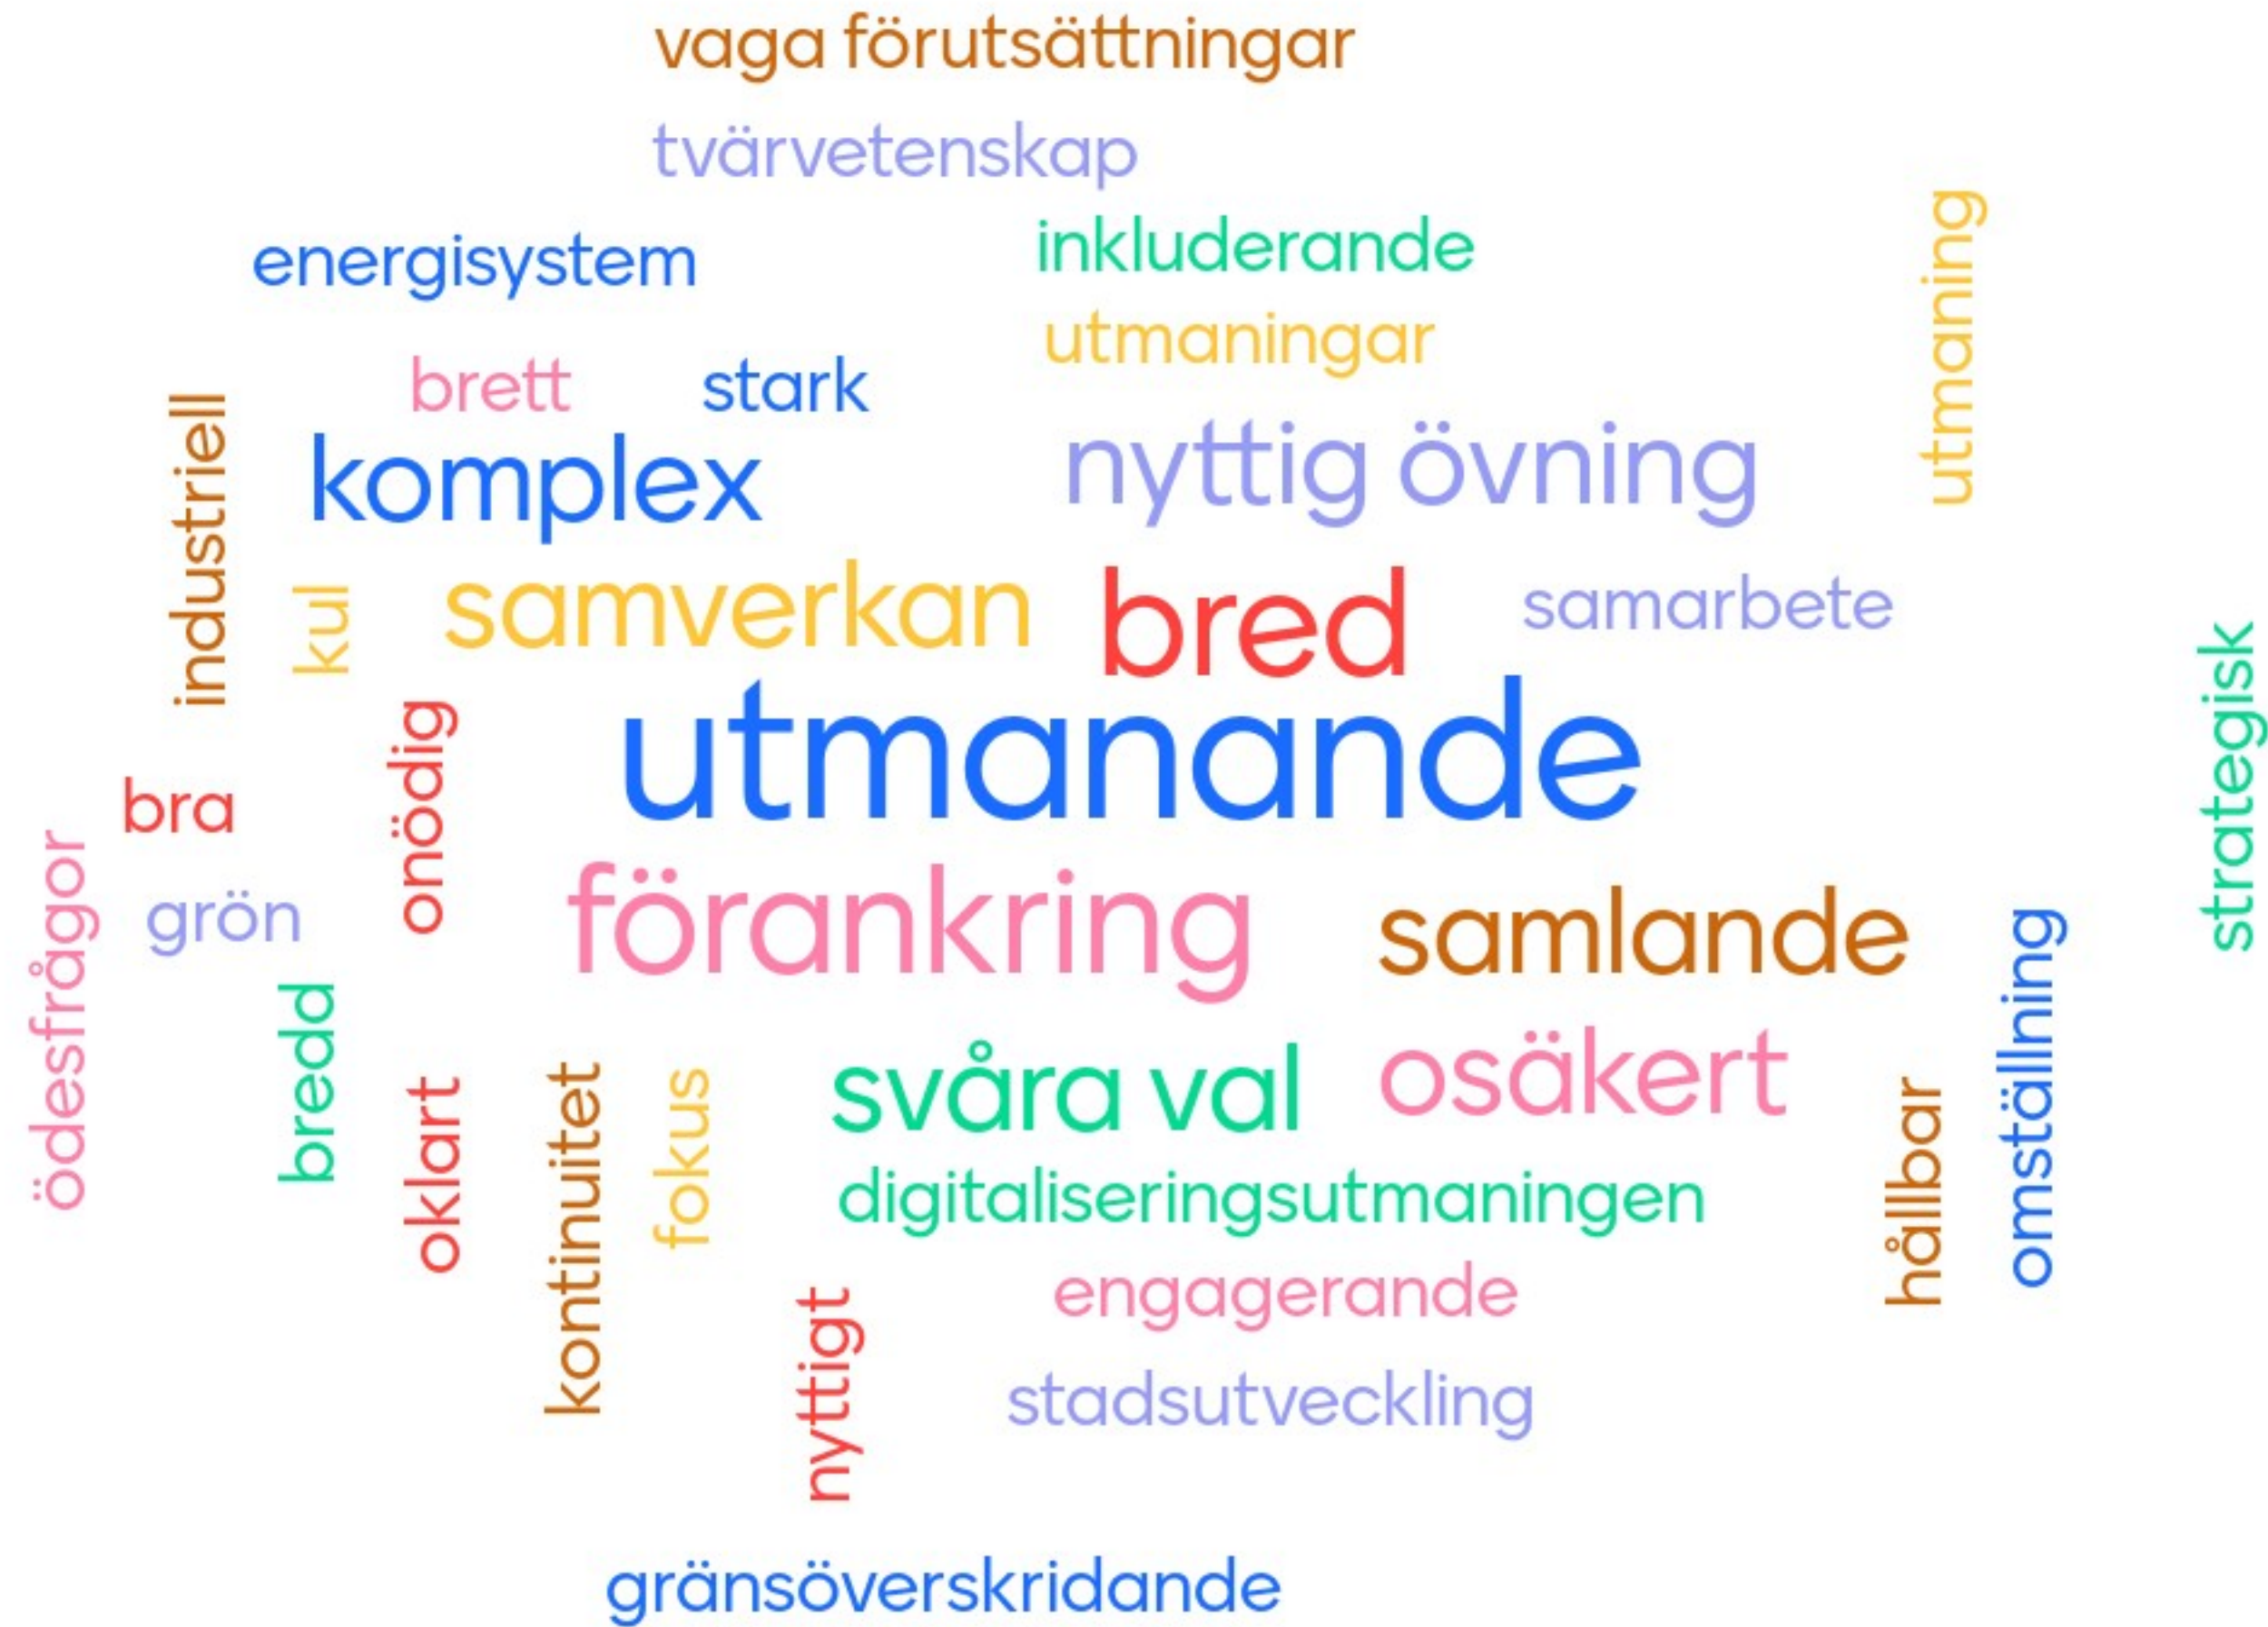 vaga förutsättningar
tvärvetenskap
inkluderande
energisystem
utmaning
utmaningar
brett
stark
industriell
komplex
nyttig övning
kul
samverkan
bred
samarbete
strategisk
utmanande
onödig
bra
ödesfrågor
grön
förankring
samlande
omställning
bredd
oklart
kontinuitet
fokus
svåra val
osäkert
hållbar
digitaliseringsutmaningen
engagerande
nyttigt
stadsutveckling
gränsöverskridande